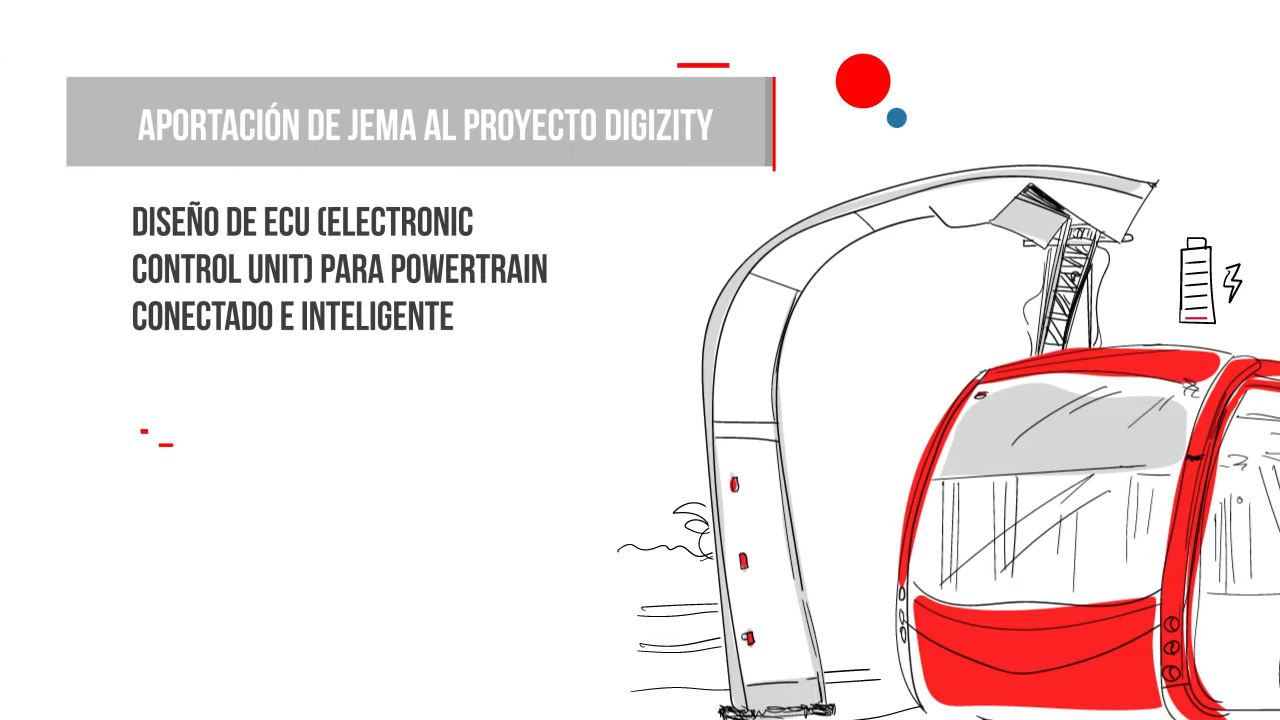 APORTACIÓN DE JEMA AL PROYECTO DIGIZITY
DISEÑO DE ECU (ELECTRONIC
CONTROL UNIT) PARA POWERTRAIN
CONECTADO E INTELIGENTE